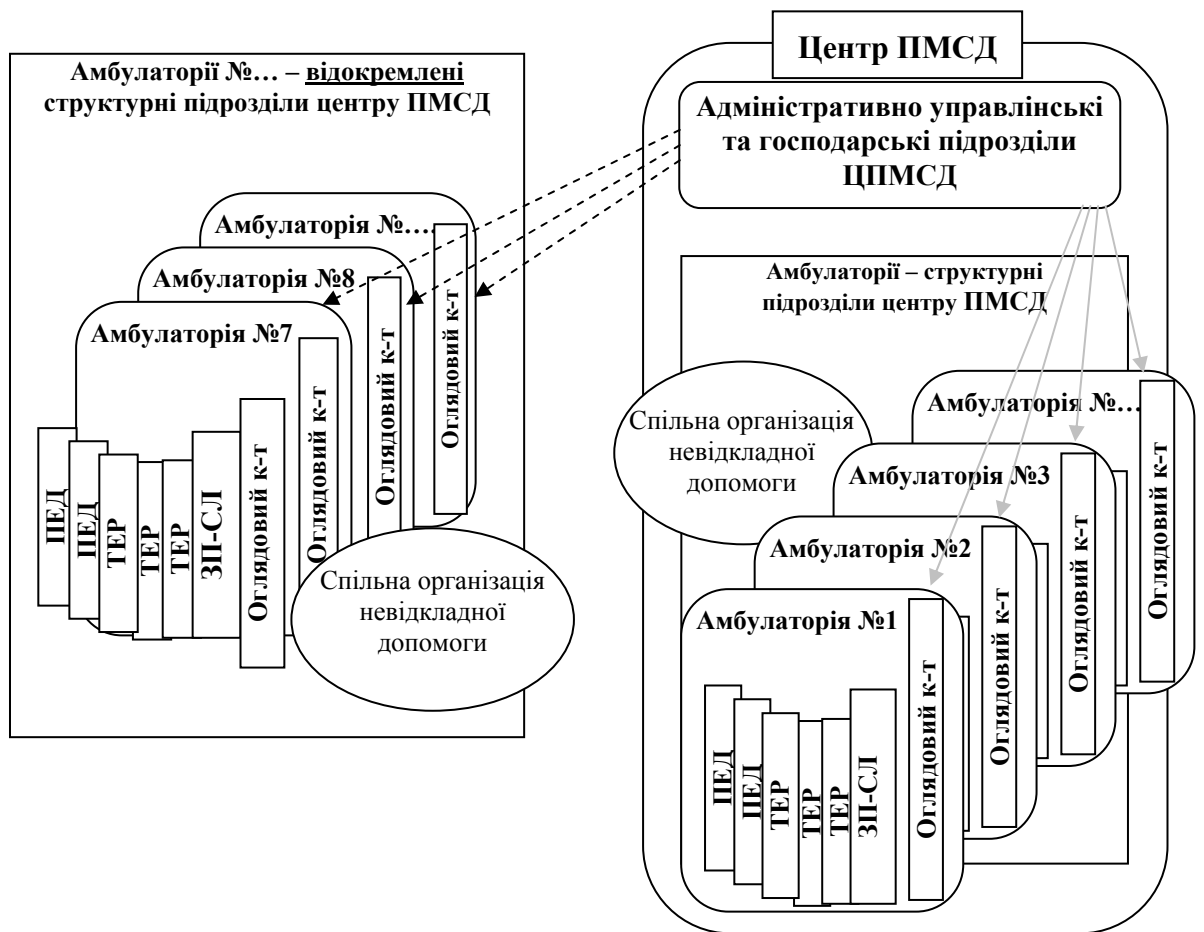 Амбулаторії №… – відокремлені
структурні підрозділи центру ПМСД
Амбулаторія №….
Амбулаторія №8
Амбулаторія №7
ПЕД
ПЕД
ТЕР
ТЕР
ТЕР
ЗП-СЛ
Оглядовий к-т
Оглядовий к-т
Оглядовий к-т
Оглядовий к-т
Спільна організація
невідкладної
допомоги
Центр ПМСД
Адміністративно управлінські
та господарські підрозділи
ЦПМСД
Амбулаторії – структурні
підрозділи центру ПМСД
Спільна організація
невідкладної
допомоги
Амбулаторія №…
Амбулаторія №3
Амбулаторія №2
Амбулаторія №1
ПЕД
ПЕД
ТЕР
ТЕР
ТЕР
ЗП-СЛ
Оглядовий к-т
Оглядовий к-т
Оглядовий к-т
Оглядовий к-т